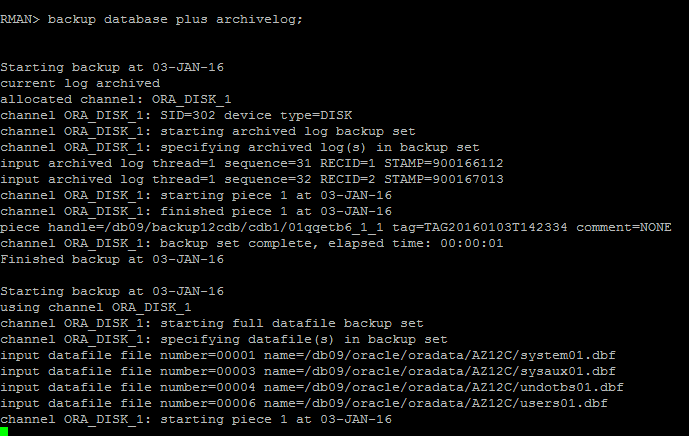 RMAN> backup database plus archivelog;
Starting backup at 03-JAN-16
current log archived
allocated channel: ORA_DISK_1
channel ORA_DISK_1: SID=302 device type=DISK
channel ORA_DISK_1: starting archived log backup set
channel ORA_DISK_1: specifying archived log(s) in backup set
input archived log thread=1 sequence=31 RECID=1 STAMP=900166112
input archived log thread=1 sequence=32 RECID=2 STAMP=900167013
channel ORA_DISK_1: starting piece 1 at 03-JAN-16
channel ORA_DISK_1: finished piece 1 at 03-JAN-16
piece handle=/db09/backup12cdb/cdb1/01qqetb6_1_1 tag=TAG20160103T142334 comment=NONE
channel ORA_DISK_1: backup set complete, elapsed time: 00:00:01
Finished backup at 03-JAN-16
Starting backup at 03-JAN-16
using channel ORA_DISK_1
channel ORA_DISK_1: starting full datafile backup set
channel ORA_DISK_1: specifying datafile(s) in backup set
input datafile file number=00001 name=/db09/oracle/oradata/AZ12C/system01.dbf
input datafile file number=00003 name=/db09/oracle/oradata/AZ12C/sysaux01.dbf
input datafile file number=00004 name=/db09/oracle/oradata/AZ12C/undotbs01.dbf
input datafile file number=00006 name=/db09/oracle/oradata/AZ12C/users01.dbf
channel ORA_DISK_1: starting piece 1 at 03-JAN-16